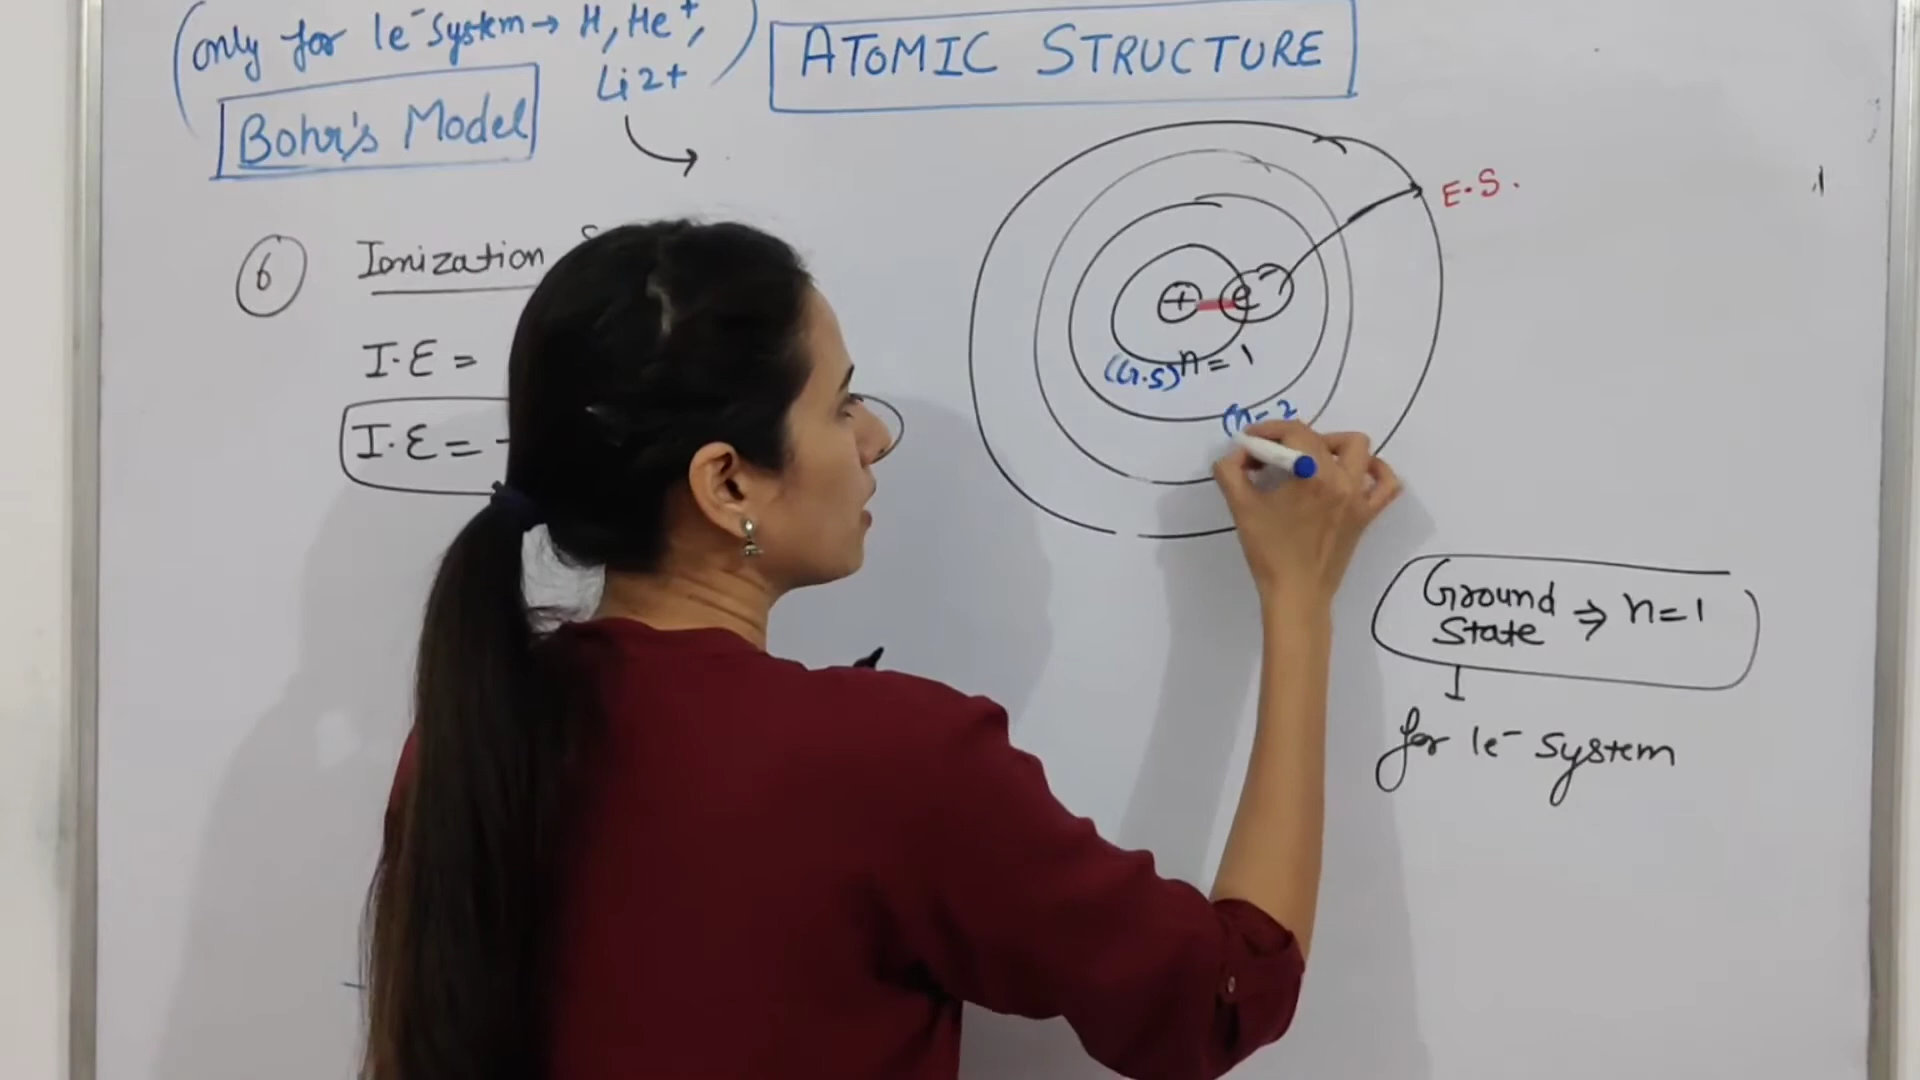 (only for 1e⁻ system → H, He⁺,
Li2+)
ATOMIC STRUCTURE
Bohr's Model
E.S.
6 Ionization
I.E =
I.E = -
+ e⁻
(G.S) n = 1
(n=2
Ground
State ⇒ n=1
for 1e⁻ system